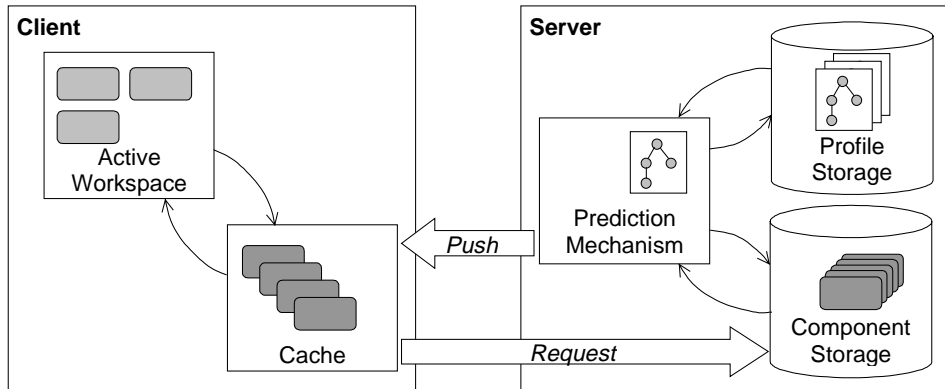 Client
Active
Workspace
Cache
Push
Request
Server
Prediction
Mechanism
Profile
Storage
Component
Storage